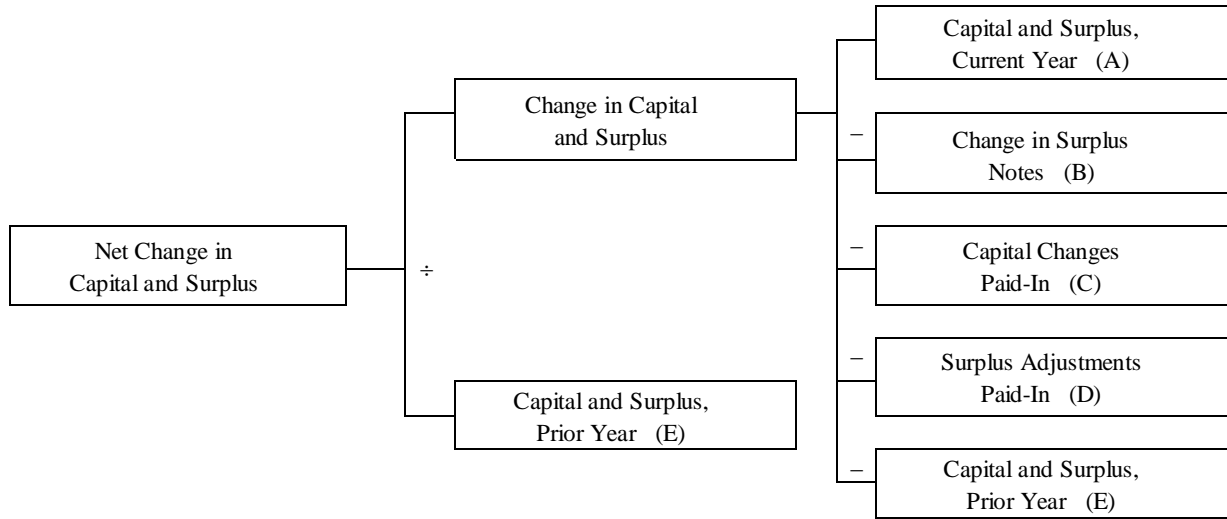 Net Change in
Capital and Surplus
÷
Change in Capital
and Surplus
Capital and Surplus,
Prior Year (E)
Capital and Surplus,
Current Year (A)
–
Change in Surplus
Notes (B)
–
Capital Changes
Paid-In (C)
–
Surplus Adjustments
Paid-In (D)
–
Capital and Surplus,
Prior Year (E)